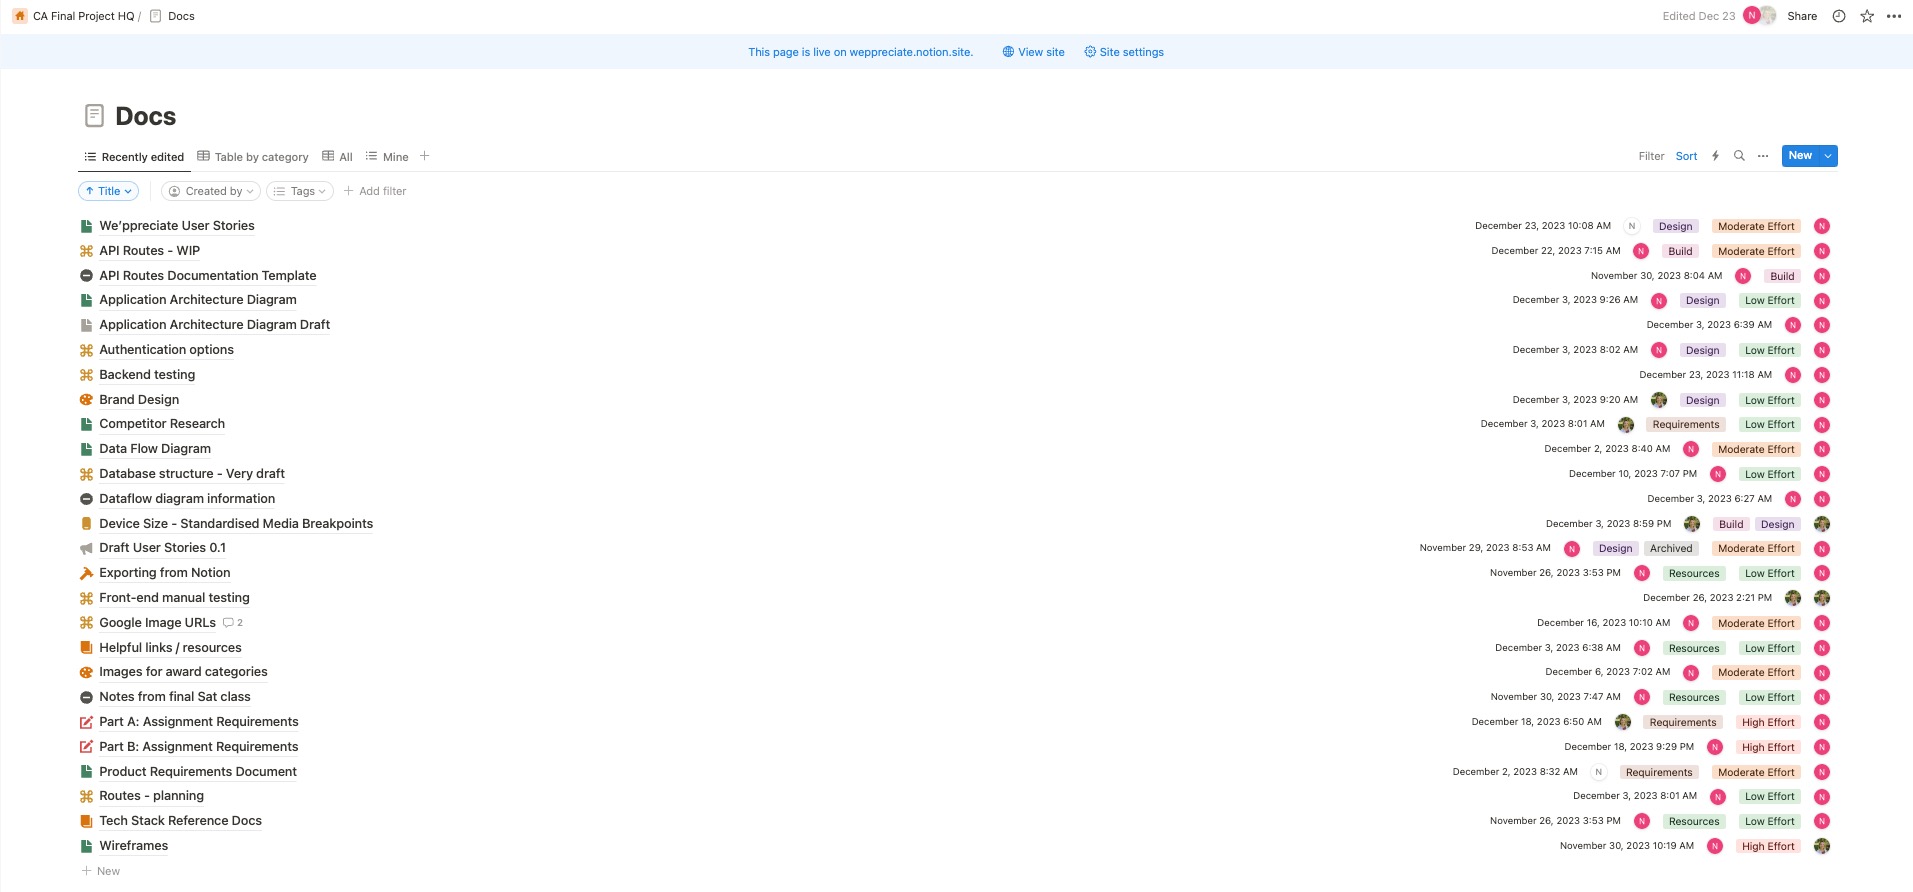 CA Final Project HQ / Docs Edited Dec 23 N Share
This page is live on weppreciate.notion.site. View site Site settings
Docs
Recently edited Table by category All Mine Filter Sort New
Title Created by Tags Add filter
We'ppreciate User Stories December 23, 2023 10:08 AM N Design Moderate Effort N
API Routes - WIP December 22, 2023 7:15 AM N Build Moderate Effort N
API Routes Documentation Template November 30, 2023 8:04 AM N Build N
Application Architecture Diagram December 3, 2023 9:26 AM N Design Low Effort N
Application Architecture Diagram Draft December 3, 2023 6:39 AM N N
Authentication options December 3, 2023 8:02 AM N Design Low Effort N
Backend testing December 23, 2023 11:18 AM N N
Brand Design December 3, 2023 9:20 AM Design Low Effort N
Competitor Research December 3, 2023 8:01 AM Requirements Low Effort N
Data Flow Diagram December 2, 2023 8:40 AM N Moderate Effort N
Database structure - Very draft December 10, 2023 7:07 PM N Low Effort N
Dataflow diagram information December 3, 2023 6:27 AM N N
Device Size - Standardised Media Breakpoints December 3, 2023 8:59 PM Build Design
Draft User Stories 0.1 November 29, 2023 8:53 AM N Design Archived Moderate Effort N
Exporting from Notion November 26, 2023 3:53 PM N Resources Low Effort N
Front-end manual testing December 26, 2023 2:21 PM
Google Image URLs 2 December 16, 2023 10:10 AM N Moderate Effort N
Helpful links / resources December 3, 2023 6:38 AM N Resources Low Effort N
Images for award categories December 6, 2023 7:02 AM N Moderate Effort N
Notes from final Sat class November 30, 2023 7:47 AM N Resources Low Effort N
Part A: Assignment Requirements December 18, 2023 6:50 AM Requirements High Effort N
Part B: Assignment Requirements December 18, 2023 9:29 PM N High Effort N
Product Requirements Document December 2, 2023 8:32 AM N Requirements Moderate Effort N
Routes - planning December 3, 2023 8:01 AM N Low Effort N
Tech Stack Reference Docs November 26, 2023 3:53 PM N Resources Low Effort N
Wireframes November 30, 2023 10:19 AM N High Effort
New